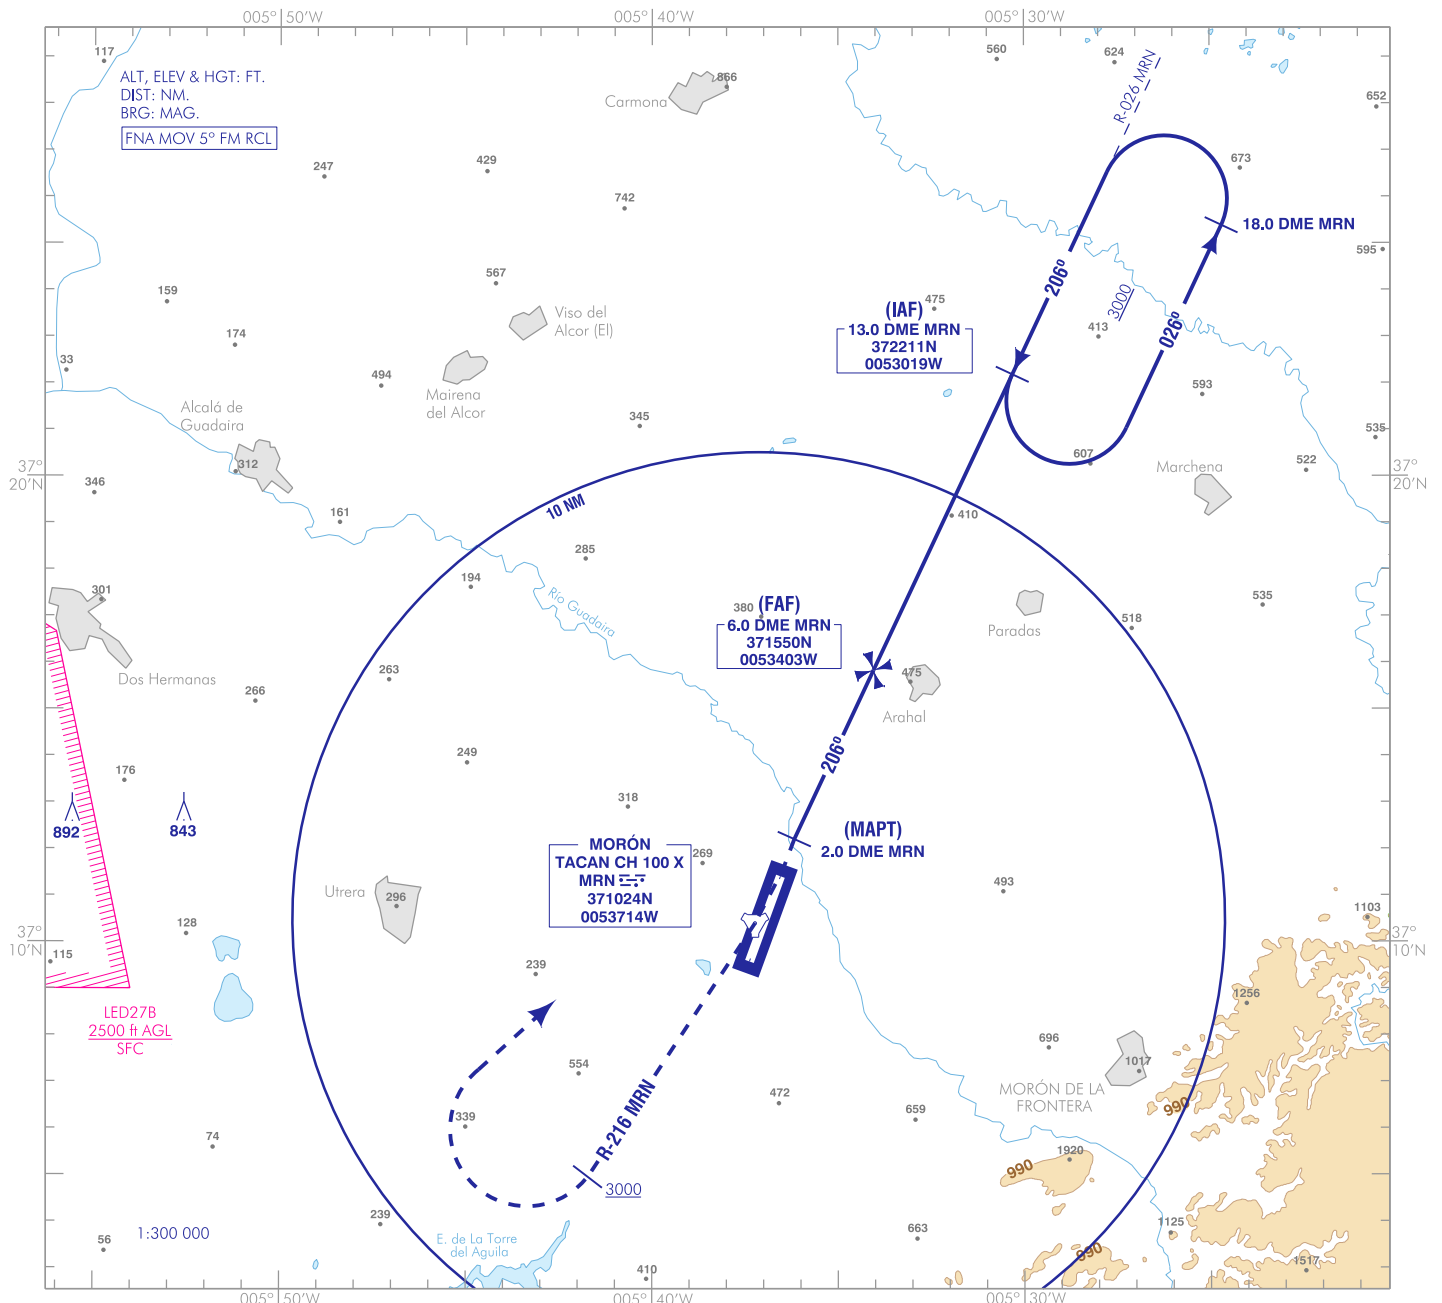 005° 50'W
005° 40'W
005° 30'W
117
ALT, ELEV & HGT: FT.
DIST: NM.
BRG: MAG.
FNA MOV 5° FM RCL
866
Carmona
560
624
R-026 MRN
652
247
429
742
673
18.0 DME MRN
595
206°
3000
026°
159
174
33
567
Viso del
Alcor (El)
494
Mairena
del Alcor
475
(IAF)
13.0 DME MRN
372211N
0053019W
413
593
Alcalá de
Guadaira
345
535
312
607
Marchena
522
37°
20'N
37°
20'N
346
161
10 NM
410
285
194
Rio Guadaira
301
380
(FAF)
6.0 DME MRN
371550N
0053403W
Paradas
518
535
Dos Hermanas
263
266
475
Arahal
249
206°
176
318
892
843
(MAPT)
2.0 DME MRN
MORÓN
TACAN CH 100 X
MRN
371024N
0053714W
269
Utrera
296
493
1103
128
37°
10'N
37°
10'N
115
239
LED27B
2500 ft AGL
SFC
1256
696
1017
554
MORÓN DE LA
FRONTERA
990
339
472
659
R-216 MRN
74
3000
1920
990
239
1:300 000
56
E. de La Torre
del Aguila
663
1125
990
410
1517
005° 50'W
005° 40'W
005° 30'W